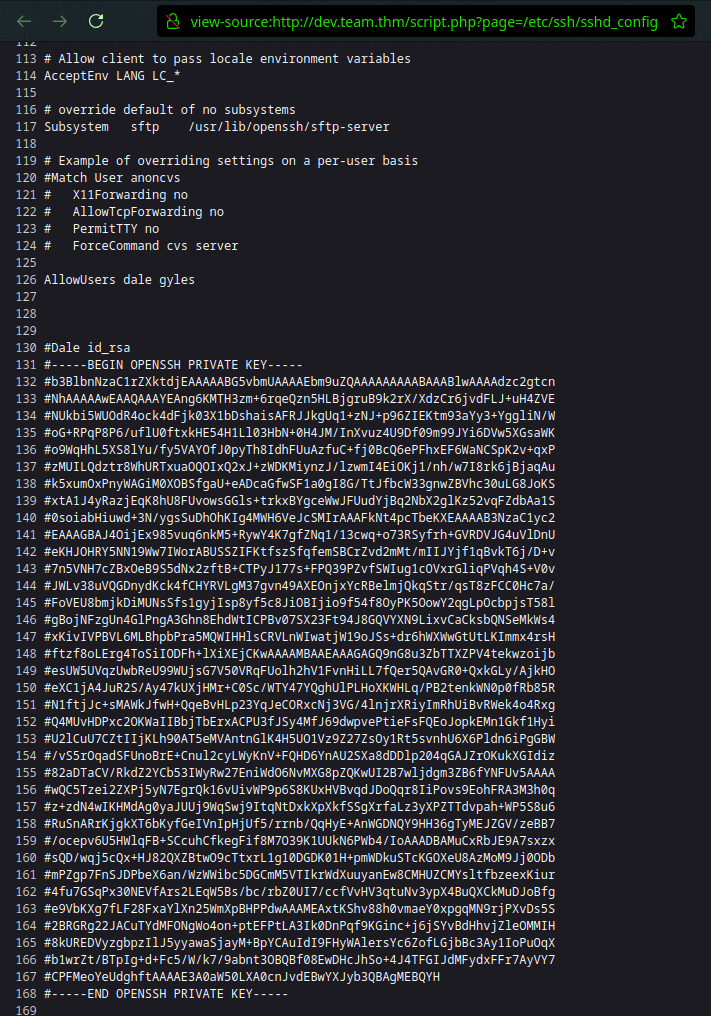 view-source:http://dev.team.thm/script.php?page=/etc/ssh/sshd_config
112
113 # Allow client to pass locale environment variables
114 AcceptEnv LANG LC_*
115
116 # override default of no subsystems
117 Subsystem sftp /usr/lib/openssh/sftp-server
118
119 # Example of overriding settings on a per-user basis
120 #Match User anoncvs
121 # X11Forwarding no
122 # AllowTcpForwarding no
123 # PermitTTY no
124 # ForceCommand cvs server
125
126 AllowUsers dale gyles
127
128
129
130 #Dale id_rsa
131 #-----BEGIN OPENSSH PRIVATE KEY-----
132 #b3BlbnNzaC1rZXktdjEAAAAABG5vbmUAAAAEbm9uZQAAAAAAAAABAAABlwAAAAdzc2gtcn
133 #NhAAAAAwEAAQAAAYEAng6KMTH3zm+6rqeQzn5HLBjgruB9k2rX/XdzCr6jvdFLJ+uH4ZVE
134 #NUkbi5WUOdR4ock4dFjk03X1bDshaisAFRJJkgUq1+zNJ+p96ZIEKtm93aYy3+YggliN/W
135 #oG+RPqP8P6/uflU0ftxkHE54H1Ll03HbN+0H4JM/InXvuz4U9Df09m99JYi6DVw5XGsaWK
136 #o9WqHhL5XS8lYu/fy5VAYOfJ0pyTh8IdhFUuAzfuC+fj0BcQ6ePFhxEF6WaNCSpK2v+qxP
137 #zMUILQdztr8WhURTxuaOQOIxQ2xJ+zWDKMiynzJ/lzwmI4EiOKj1/nh/w7I8rk6jBjaqAu
138 #k5xumOxPnyWAGiM0XOBSfgaU+eADcaGfwSF1a0gI8G/TtJfbcW33gnwZBVhc30uLG8JoKS
139 #xtA1J4yRazjEqK8hU8FUvowsGGls+trkxBYgceWwJFUudYjBq2NbX2glKz52vqFZdbAa1S
140 #0soiabHiuwd+3N/ygsSuDhOhKIg4MWH6VeJcSMIrAAAFkNt4pcTbeKXEAAAAB3NzaC1yc2
141 #EAAAGBAJ4OijEx985vuq6nkM5+RywY4K7gfZNq1/13cwq+o73RSyfrh+GVRDVJG4uVlDnU
142 #eKHJOHRY5NN19Ww7IWorABUSSZIFKtfszSfqfemSBCrZvd2mMt/mIIJYjf1qBvkT6j/D+v
143 #7n5VNH7cZBxOeB9S5dNx2zftB+CTPyJ177s+FPQ39PZvfSWIug1cOVxrGliqPVqh4S+V0v
144 #JWLv38uVQGDnydKck4fCHYRVLgM37gvn49AXEOnjxYcRBelmjQkqStr/qsT8zFCC0Hc7a/
145 #FoVEU8bmjkDiMUNsSfs1gyjIsp8yf5c8JiOBIjio9f54f8OyPK5OowY2qgLpOcbpjsT58l
146 #gBojNFzgUn4GlPngA3Ghn8EhdWtICPBv07SX23Ft94J8GQVYXN9LixvCaCksbQNSeMkWs4
147 #xKivIVPBVL6MLBhpbPra5MQWIHHlsCRVLnWIwatjW19oJSs+dr6hWXWwGtUtLKImmx4rsH
148 #ftzf8oLErg4ToSiIODFh+lXiXEjCKwAAAAMBAAEAAAGAGQ9nG8u3ZbTTXZPV4tekwzoijb
149 #esUW5UVqzUwbReU99WUjsG7V50VRqFUolh2hV1FvnHiLL7fQer5QAvGR0+QxkGLy/AjkHO
150 #eXC1jA4JuR2S/Ay47kUXjHMr+C0Sc/WTY47YQghUlPLHoXKWHLq/PB2tenkWN0p0fRb85R
151 #N1ftjJc+sMAWkJfwH+QqeBvHLp23YqJeCORxcNj3VG/4lnjrXRiyImRhUiBvRWek4o4Rxg
152 #Q4MUvHDPxc2OKWaIIBbjTbErxACPU3fJSy4MfJ69dwpvePtieFsFQEoJopkEMn1Gkf1Hyi
153 #U2lCuU7CZtIIjKLh90AT5eMVAntnGlK4H5UO1Vz9Z27ZsOy1Rt5svnhU6X6Pldn6iPgGBW
154 #/vS5rOqadSFUnoBrE+Cnul2cyLWyKnV+FQHD6YnAU2SXa8dDDlp204qGAJZrOKukXGIdiz
155 #82aDTaCV/RkdZ2YCb53IWyRw27EniWdO6NvMXG8pZQKwUI2B7wljdgm3ZB6fYNFUv5AAAA
156 #wQC5Tzei2ZXPj5yN7EgrQk16vUivWP9p6S8KUxHVBvqdJDoQqr8IiPovs9EohFRA3M3h0q
157 #z+zdN4wIKHMdAg0yaJUUj9WqSwj9ItqNtDxkXpXkfSSgXrfaLz3yXPZTTdvpah+WP5S8u6
158 #RuSnARrKjgkXT6bKyfGeIVnIpHjUf5/rrnb/QqHyE+AnWGDNQY9HH36gTyMEJZGV/zeBB7
159 #/ocepv6U5HWlqFB+SCcuhCfkegFif8M7O39K1UUkN6PWb4/IoAAADBAMuCxRbJE9A7sxzx
160 #sQD/wqj5cQx+HJ82QXZBtwO9cTtxrL1g10DGDK01H+pmWDkuSTcKGOXeU8AzMoM9Jj0ODb
161 #mPZgp7FnSJDPbeX6an/WzWWibc5DGCmM5VTIkrWdXuuyanEw8CMHUZCMYsltfbzeexKiur
162 #4fu7GSqPx30NEVfArs2LEqW5Bs/bc/rbZ0UI7/ccfVvHV3qtuNv3ypX4BuQXCkMuDJoBfg
163 #e9VbKXg7fLF28FxaYlXn25WmXpBHPPdwAAAMEAxtKShv88h0vmaeY0xpgqMN9rjPXvDs5S
164 #2BRGRg22JACuTYdMFONgWo4on+ptEFPtLA3Ik0DnPqf9KGinc+j6jSYvBdHhvjZleOMMIH
165 #8kUREDVyzgbpzIlJ5yyawaSjayM+BpYCAuIdI9FHyWAlersYc6ZofLGjbBc3Ay1IoPuOqX
166 #b1wrZt/BTpIg+d+Fc5/W/k7/9abnt3OBQBf08EwDHcJhSo+4J4TFGIJdMFydxFFr7AyVY7
167 #CPFMeoYeUdghftAAAAE3A0aW50LXA0cnJvdEBwYXJyb3QBAgMEBQYH
168 #-----END OPENSSH PRIVATE KEY-----
169